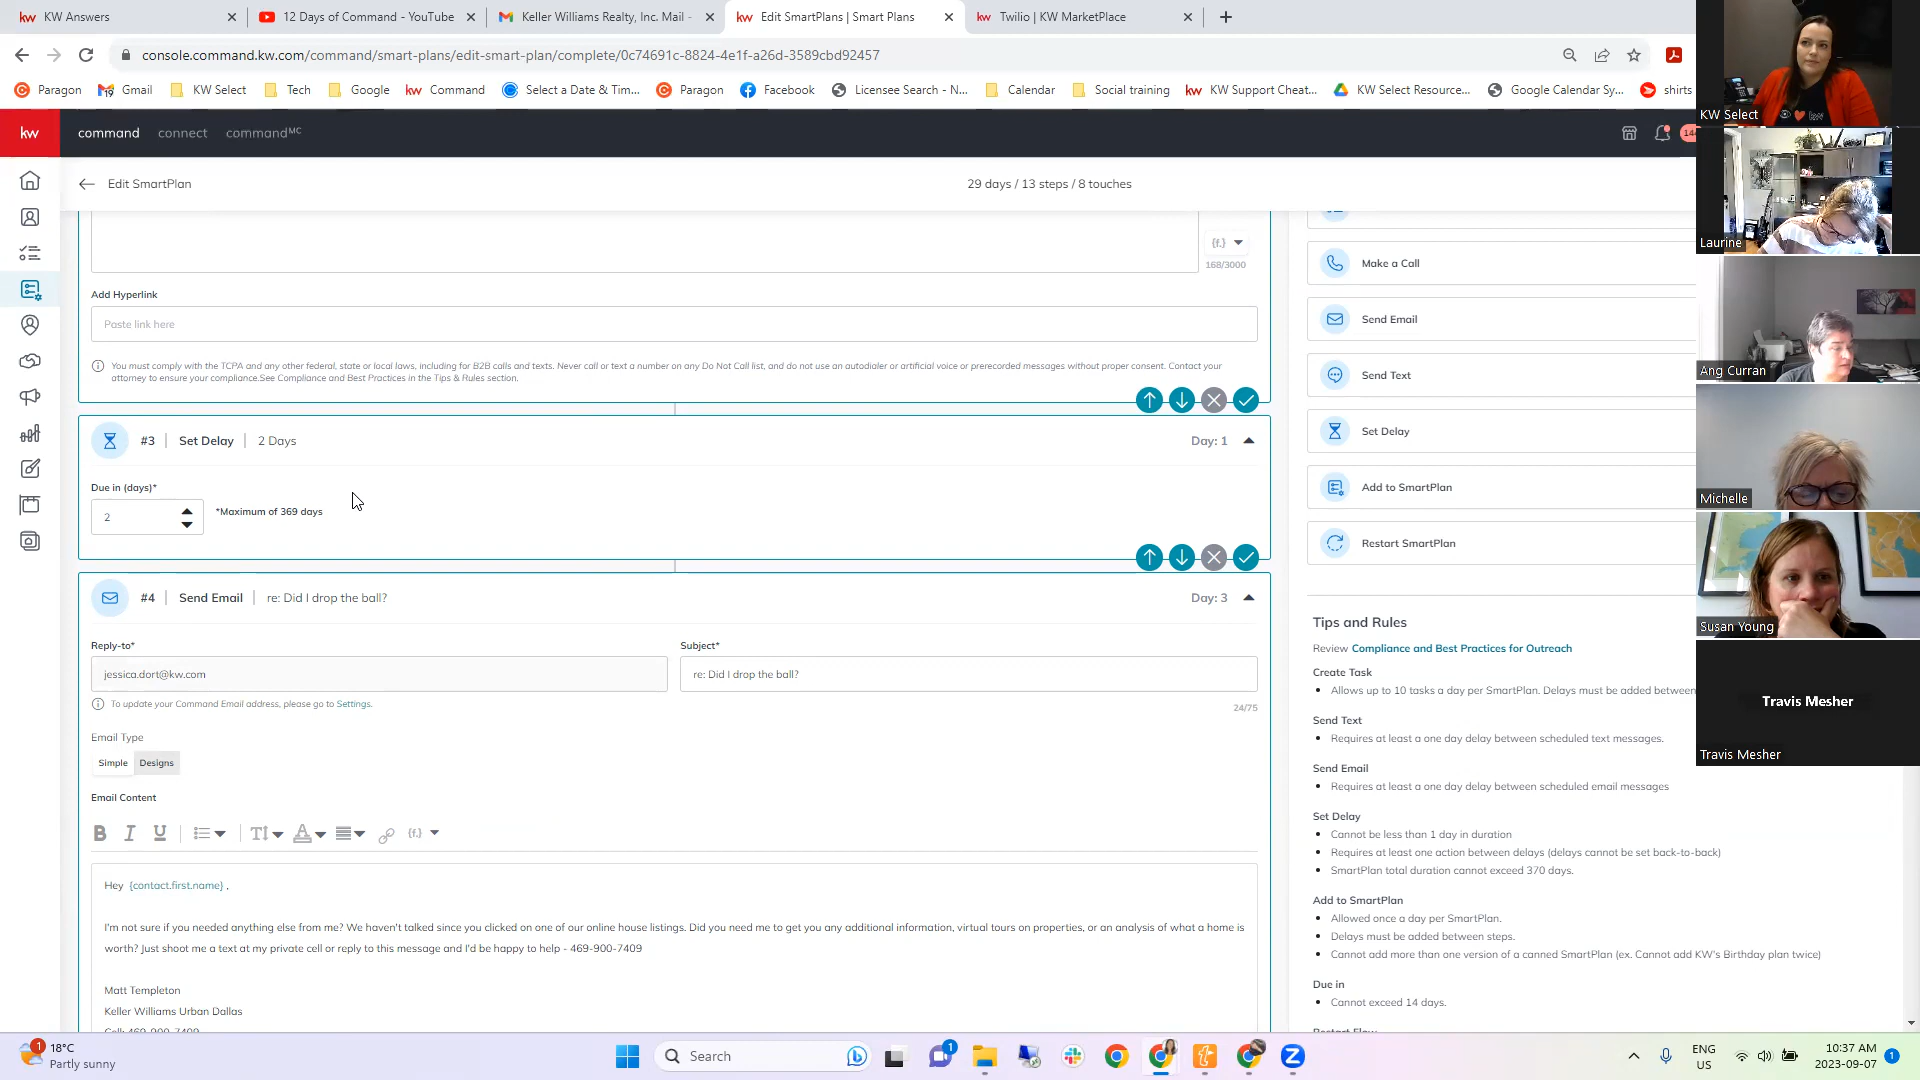 KW Answers
12 Days of Command - YouTube
Keller Williams Realty, Inc. Mail -
Edit SmartPlans | Smart Plans
Twilio | KW MarketPlace
console.command.kw.com/command/smart-plans/edit-smart-plan/complete/0c74691c-8824-4e1f-a26d-3589cbd92457
Paragon
Gmail
KW Select
Tech
Google
Command
Select a Date & Tim...
Paragon
Facebook
Licensee Search - N...
Calendar
Social training
KW Support Cheat...
KW Select Resource...
Google Calendar Sy...
shirts
kw
command
connect
commandMC
144
Edit SmartPlan
29 days / 13 steps / 8 touches
{f.}
168/3000
Add Hyperlink
Paste link here
You must comply with the TCPA and any other federal, state or local laws, including for B2B calls and texts. Never call or text a number on any Do Not Call list, and do not use an autodialer or artificial voice or prerecorded messages without proper consent. Contact your
attorney to ensure your compliance.See Compliance and Best Practices in the Tips & Rules section.
#3 | Set Delay | 2 Days
Day: 1
Due in (days)*
2
*Maximum of 369 days
#4 | Send Email | re: Did I drop the ball?
Day: 3
Reply-to*
Subject*
jessica.dort@kw.com
re: Did I drop the ball?
To update your Command Email address, please go to Settings.
24/75
Email Type
Simple
Designs
Email Content
B I U
{f.}
Hey {contact.first.name} ,
I'm not sure if you needed anything else from me? We haven't talked since you clicked on one of our online house listings. Did you need me to get you any additional information, virtual tours on properties, or an analysis of what a home is
worth? Just shoot me a text at my private cell or reply to this message and I'd be happy to help - 469-900-7409
Matt Templeton
Keller Williams Urban Dallas
Cell: 469-900-7409
Make a Call
Send Email
Send Text
Set Delay
Add to SmartPlan
Restart SmartPlan
Tips and Rules
Review Compliance and Best Practices for Outreach
Create Task
Allows up to 10 tasks a day per SmartPlan. Delays must be added between
Send Text
Requires at least a one day delay between scheduled text messages.
Send Email
Requires at least a one day delay between scheduled email messages
Set Delay
Cannot be less than 1 day in duration
Requires at least one action between delays (delays cannot be set back-to-back)
SmartPlan total duration cannot exceed 370 days.
Add to SmartPlan
Allowed once a day per SmartPlan.
Delays must be added between steps.
Cannot add more than one version of a canned SmartPlan (ex. Cannot add KW's Birthday plan twice)
Due in
Cannot exceed 14 days.
Restart Flow
KW Select
Laurine
Ang Curran
Michelle
Susan Young
Travis Mesher
Travis Mesher
1
18°C
Partly sunny
Search
1
ENG
US
10:37 AM
2023-09-07
1